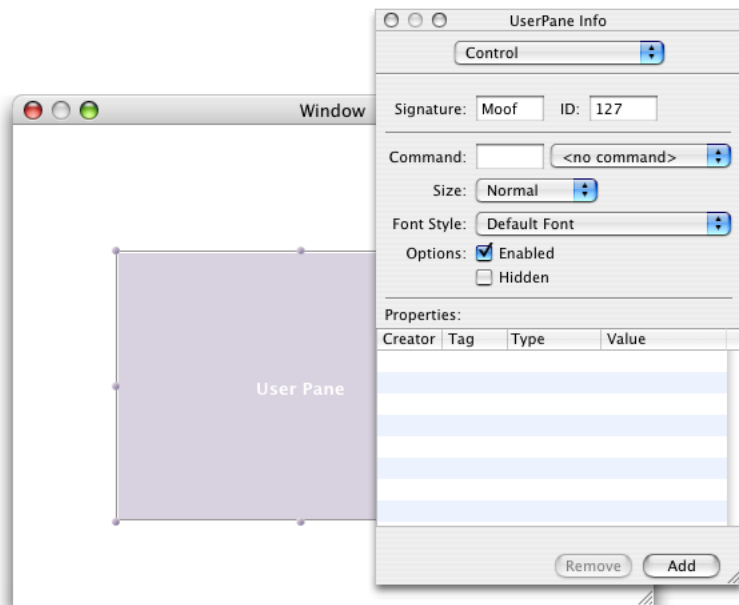 UserPane Info
Control
Window
Signature: Moof ID: 127
Command: <no command>
Size: Normal
Font Style: Default Font
Options: Enabled
Hidden
Properties:
Creator Tag Type Value
User Pane
Remove Add